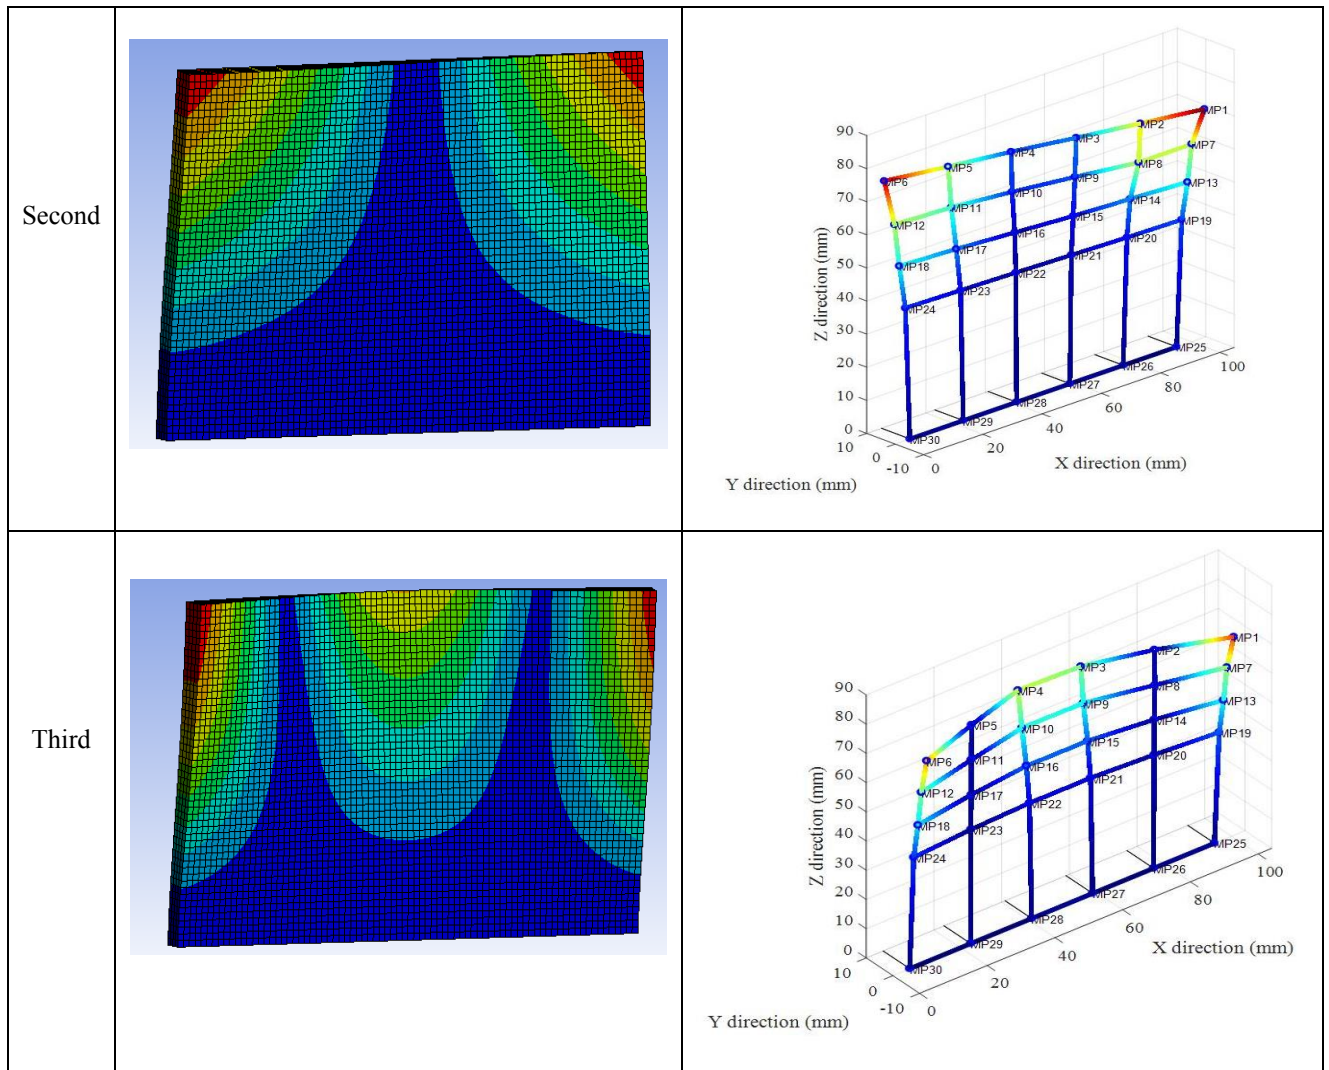 Second
90
80
70
60
50
40
30
20
10
0
Z direction (mm)
10
0
-10
Y direction (mm)
0
20
40
60
80
100
X direction (mm)
MP1
MP2
MP3
MP4
MP5
MP6
MP7
MP8
MP9
MP10
MP11
MP12
MP13
MP14
MP15
MP16
MP17
MP18
MP19
MP20
MP21
MP22
MP23
MP24
MP25
MP26
MP27
MP28
MP29
MP30
Third
90
80
70
60
50
40
30
20
10
0
Z direction (mm)
10
0
-10
Y direction (mm)
0
20
40
60
80
100
X direction (mm)
MP1
MP2
MP3
MP4
MP5
MP6
MP7
MP8
MP9
MP10
MP11
MP12
MP13
MP14
MP15
MP16
MP17
MP18
MP19
MP20
MP21
MP22
MP23
MP24
MP25
MP26
MP27
MP28
MP29
MP30